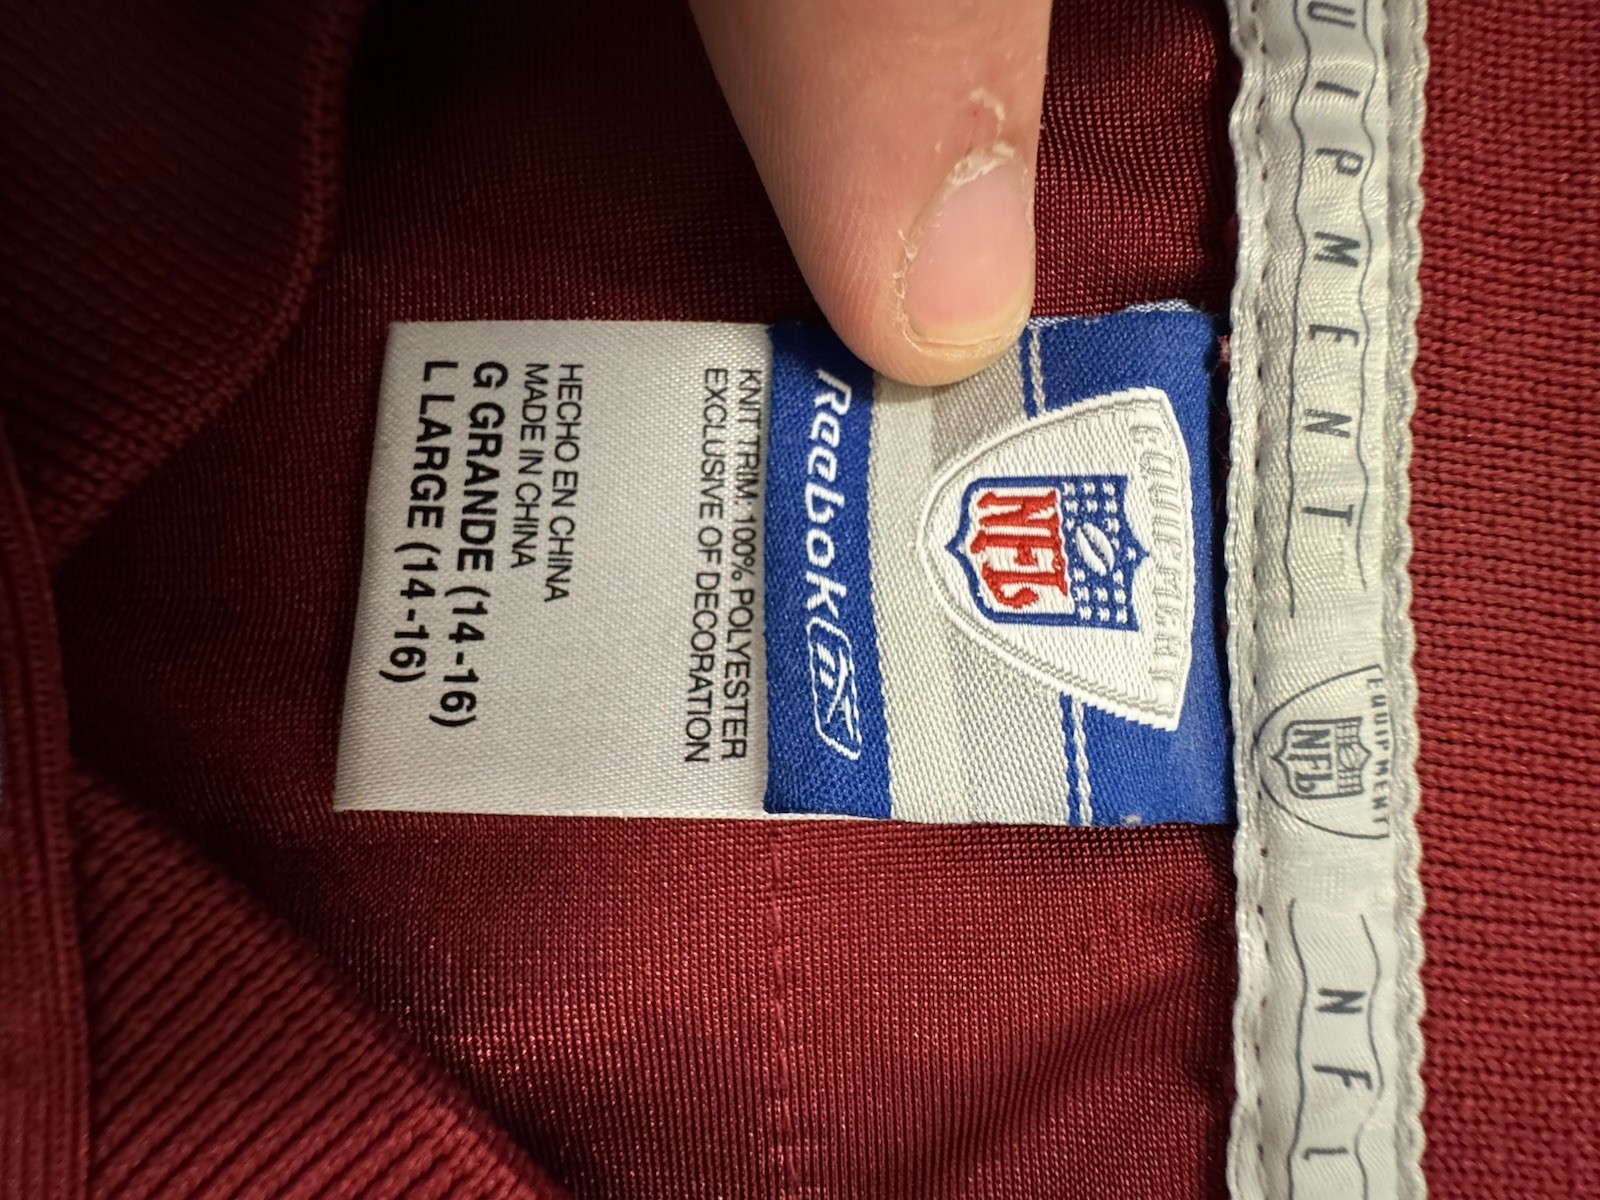 EQUIPMENT
NFL
Reebok
KNIT TRIM: 100% POLYESTER
EXCLUSIVE OF DECORATION
HECHO EN CHINA
MADE IN CHINA
G GRANDE (14-16)
L LARGE (14-16)
UIPMENT
EQUIPMENT
NFL
NFL